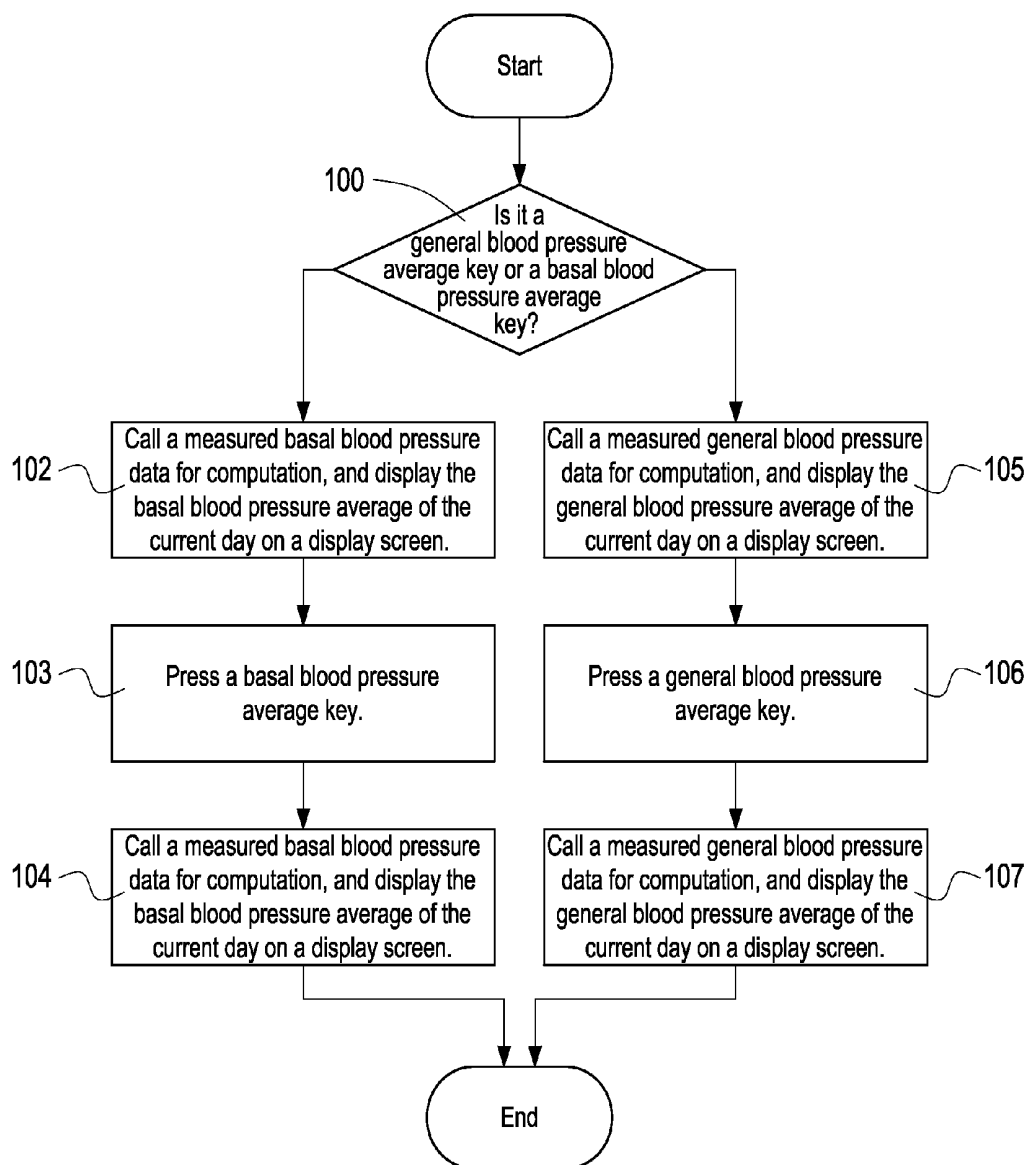 Start
100
Is it a
general blood pressure
average key or a basal blood
pressure average
key?
102
Call a measured basal blood pressure
data for computation, and display the
basal blood pressure average of the
current day on a display screen.
Call a measured general blood pressure
data for computation, and display the
general blood pressure average of the
current day on a display screen.
105
103
Press a basal blood pressure
average key.
Press a general blood pressure
average key.
106
104
Call a measured basal blood pressure
data for computation, and display the
basal blood pressure average of the
current day on a display screen.
Call a measured general blood pressure
data for computation, and display the
general blood pressure average of the
current day on a display screen.
107
End